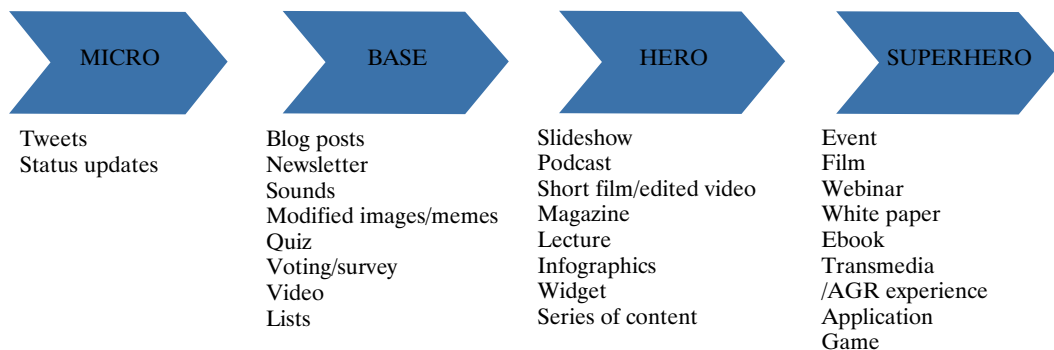 MICRO
BASE
HERO
SUPERHERO
Tweets
Status updates
Blog posts
Newsletter
Sounds
Modified images/memes
Quiz
Voting/survey
Video
Lists
Slideshow
Podcast
Short film/edited video
Magazine
Lecture
Infographics
Widget
Series of content
Event
Film
Webinar
White paper
Ebook
Transmedia
/AGR experience
Application
Game